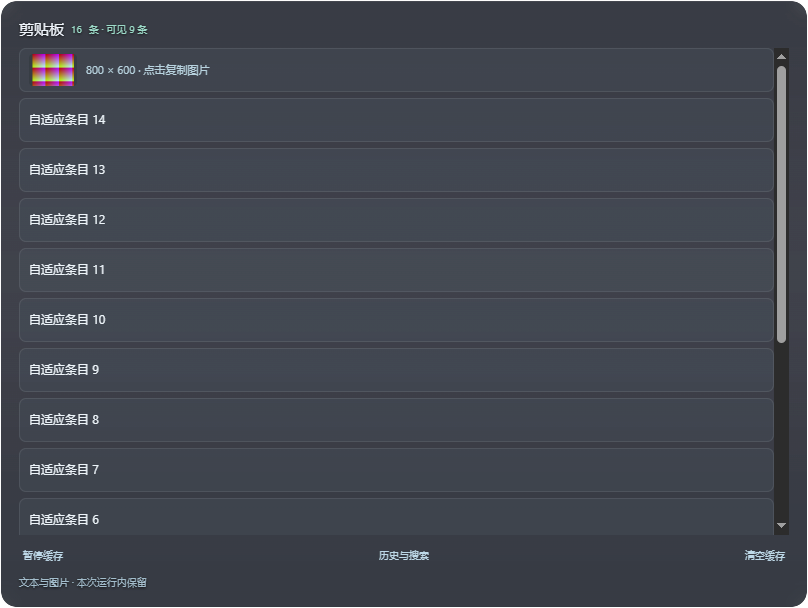 剪贴板 16 条 · 可见 9 条
800 × 600 · 点击复制图片
自适应条目 14
自适应条目 13
自适应条目 12
自适应条目 11
自适应条目 10
自适应条目 9
自适应条目 8
自适应条目 7
自适应条目 6
暂停缓存 历史与搜索 清空缓存
文本与图片 · 本次运行内保留